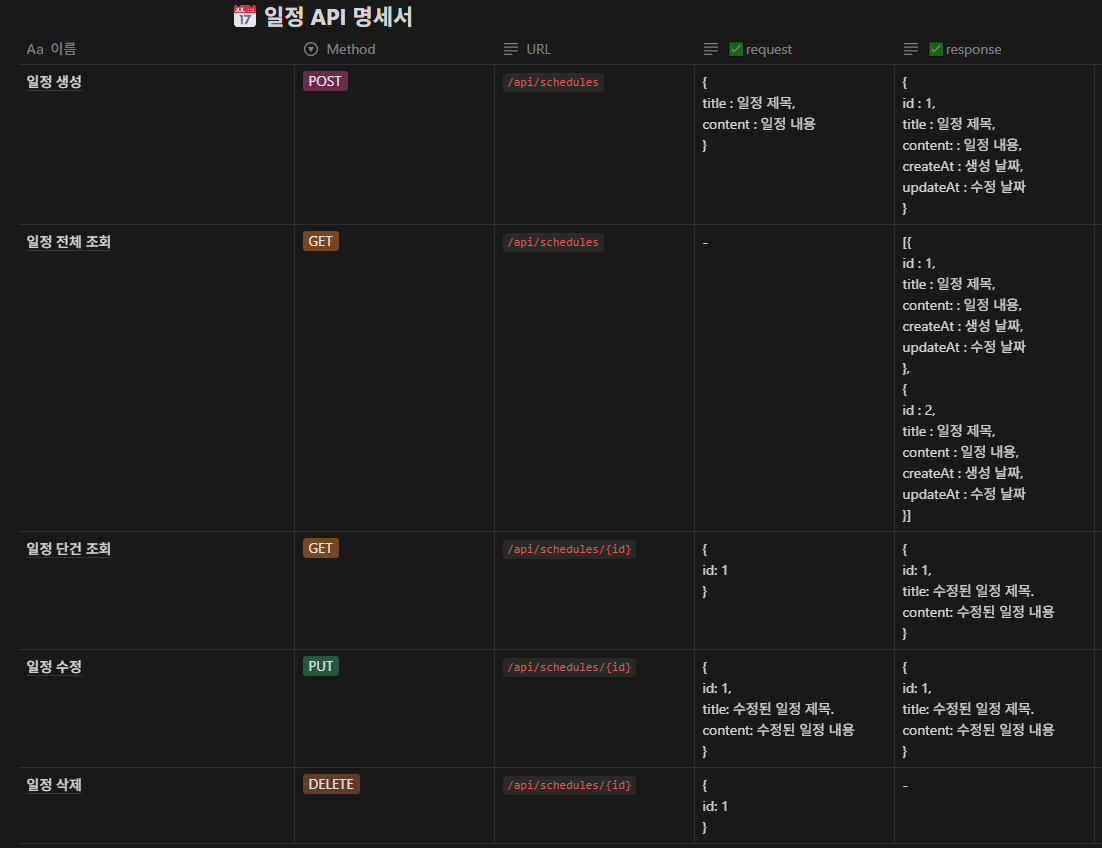 일정 API 명세서
Aa 이름 Method URL request response
일정 생성 POST /api/schedules
{
title : 일정 제목,
content : 일정 내용
}
{
id : 1,
title : 일정 제목,
content: : 일정 내용,
createAt : 생성 날짜,
updateAt : 수정 날짜
}
일정 전체 조회 GET /api/schedules -
[{
id : 1,
title : 일정 제목,
content: : 일정 내용,
createAt : 생성 날짜,
updateAt : 수정 날짜
},
{
id : 2,
title : 일정 제목,
content : 일정 내용,
createAt : 생성 날짜,
updateAt : 수정 날짜
}]
일정 단건 조회 GET /api/schedules/{id}
{
id: 1
}
{
id: 1,
title: 수정된 일정 제목.
content: 수정된 일정 내용
}
일정 수정 PUT /api/schedules/{id}
{
id: 1,
title: 수정된 일정 제목.
content: 수정된 일정 내용
}
{
id: 1,
title: 수정된 일정 제목.
content: 수정된 일정 내용
}
일정 삭제 DELETE /api/schedules/{id}
{
id: 1
}
-